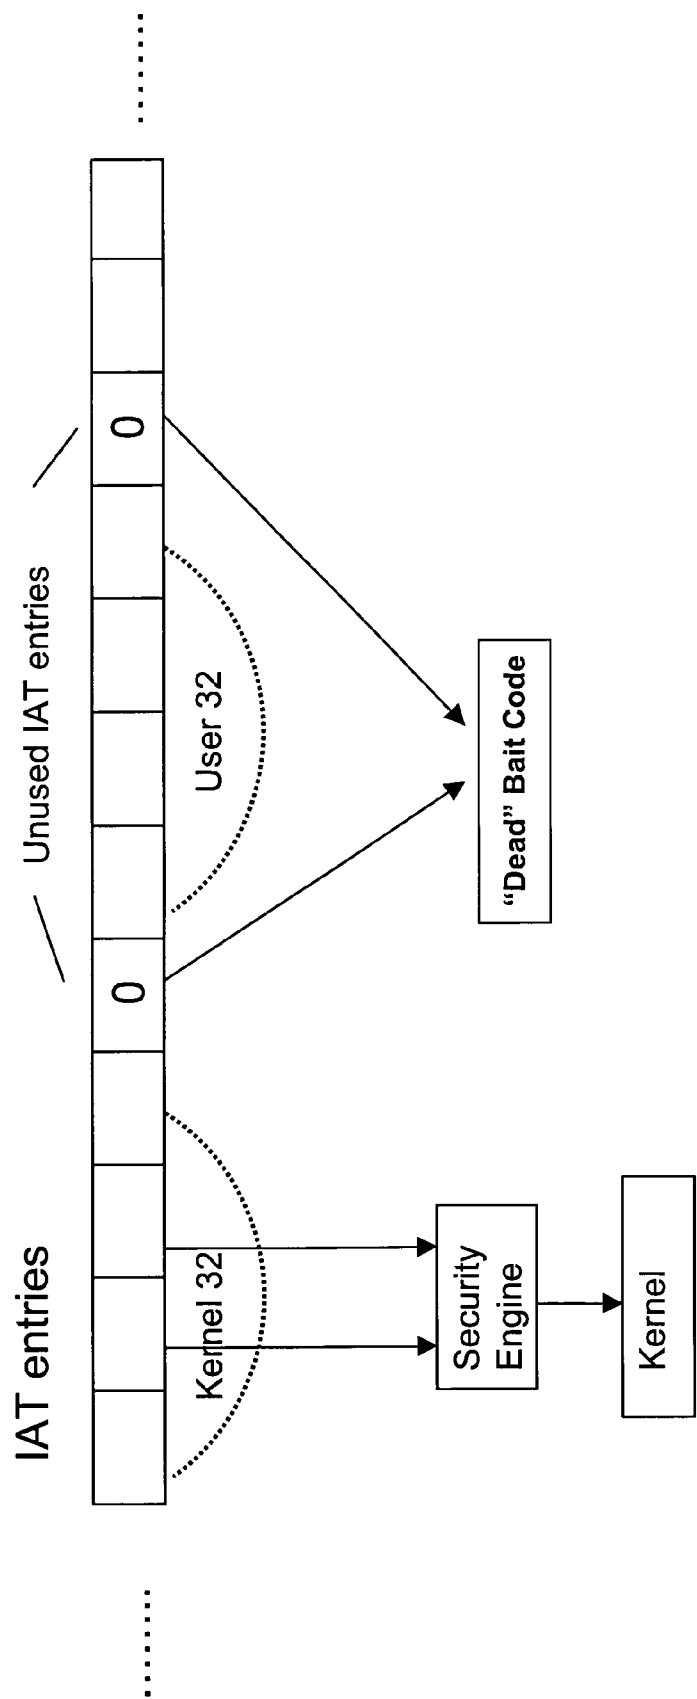 IAT entries
Unused IAT entries
0
0
Kernel 32
User 32
Security
Engine
"Dead" Bait Code
Kernel